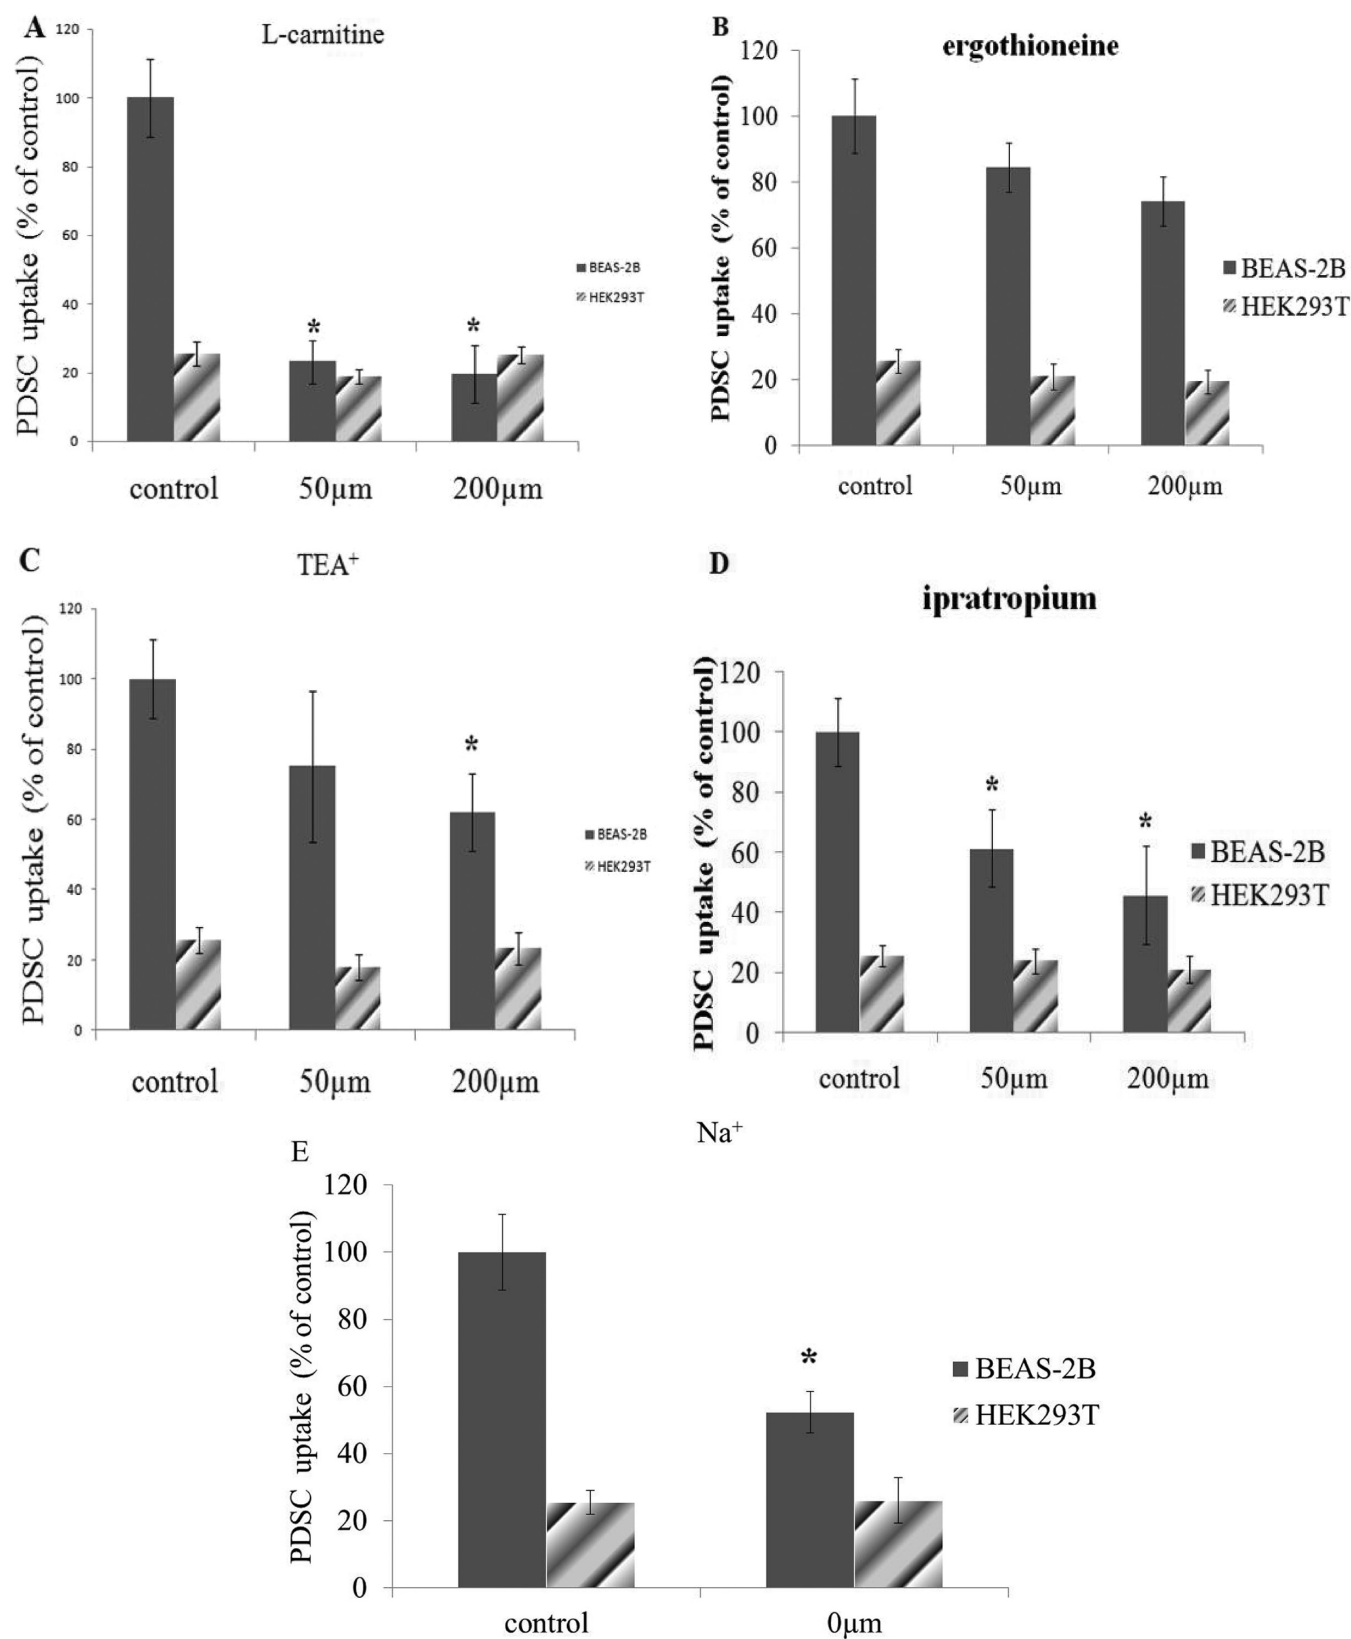 A
L-carnitine
PDSC uptake (% of control)
120
100
80
60
40
20
0
*
*
BEAS-2B
HEK293T
control
50µm
200µm
B
ergothioneine
PDSC uptake (% of control)
120
100
80
60
40
20
0
BEAS-2B
HEK293T
control
50µm
200µm
C
TEA⁺
PDSC uptake (% of control)
120
100
80
60
40
20
0
*
BEAS-2B
HEK293T
control
50µm
200µm
D
ipratropium
PDSC uptake (% of control)
120
100
80
60
40
20
0
*
*
BEAS-2B
HEK293T
control
50µm
200µm
E
Na⁺
PDSC uptake (% of control)
120
100
80
60
40
20
0
*
BEAS-2B
HEK293T
control
0µm